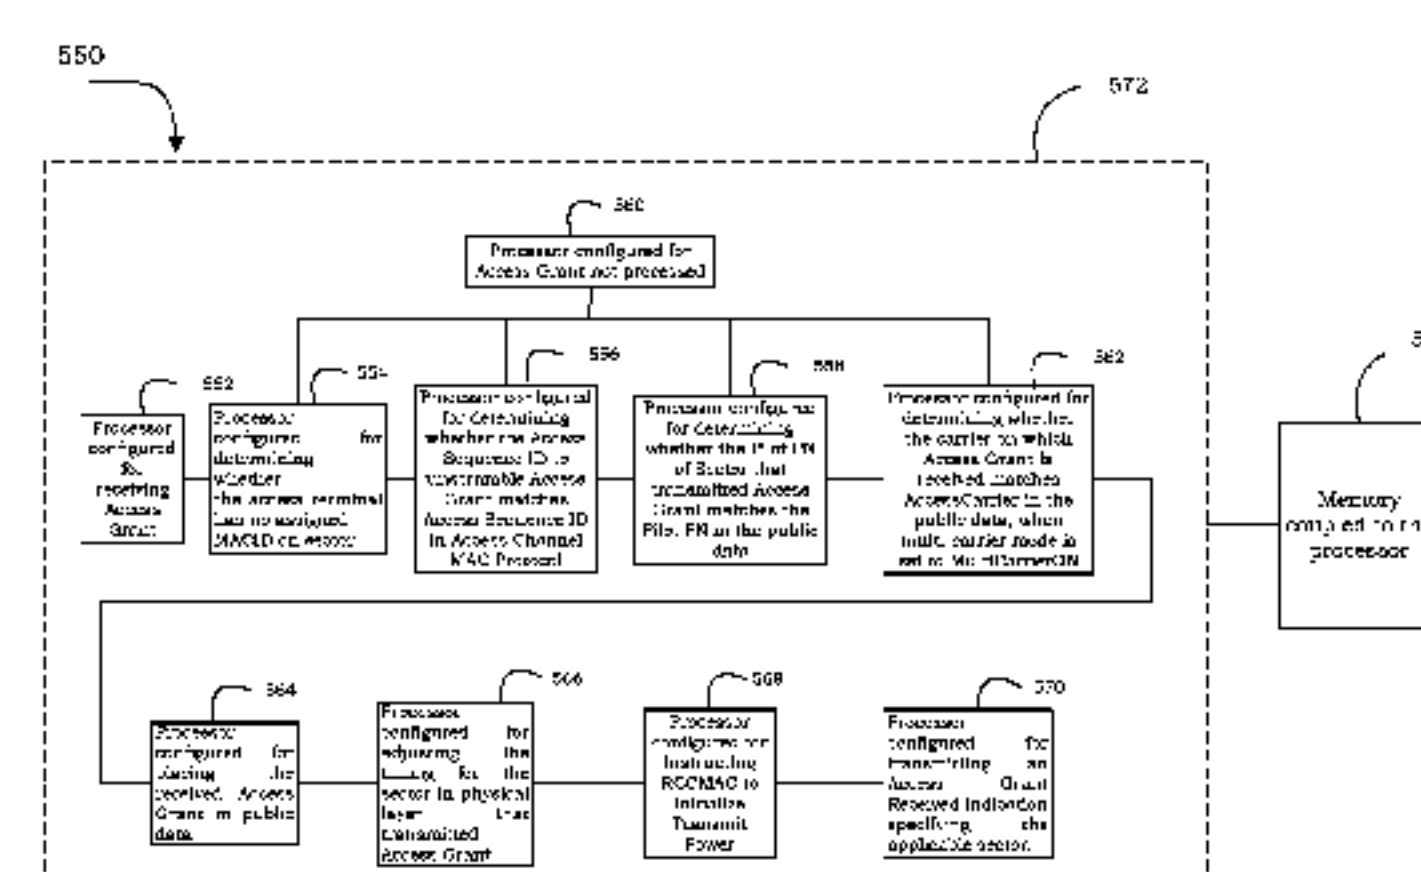 550
572
560
Processor configured for
Access Grant not processed
552
Processor
configured
for
receiving
Access
Grant
554
Processor
configured for
determining
whether
the access terminal
has no assigned
MACID on sector
556
Processor configured
for determining
whether the Access
Sequence ID to
Access
Grant matches
Access Sequence ID
in Access Channel
MAC Protocol
558
Processor configured
for determining
whether the PN
of Sector that
transmitted Access
Grant matches the
Pilot PN in the public
data
562
Processor configured for
determining whether
the carrier on which
Access Grant is
received matches
AccessCarrier in the
public data, when
multi carrier mode is
set to MultiCarrierON
Memory
coupled to
processor
564
Processor
configured for
placing the
received Access
Grant in public
data
566
Processor
configured for
adjusting the
timing for the
sector in physical
layer that
transmitted
Access Grant
568
Processor
configured for
Instructing
RCCMAC to
initialize
Transmit
Power
570
Processor
configured for
transmitting an
Access Grant
Received indication
specifying the
applicable sector